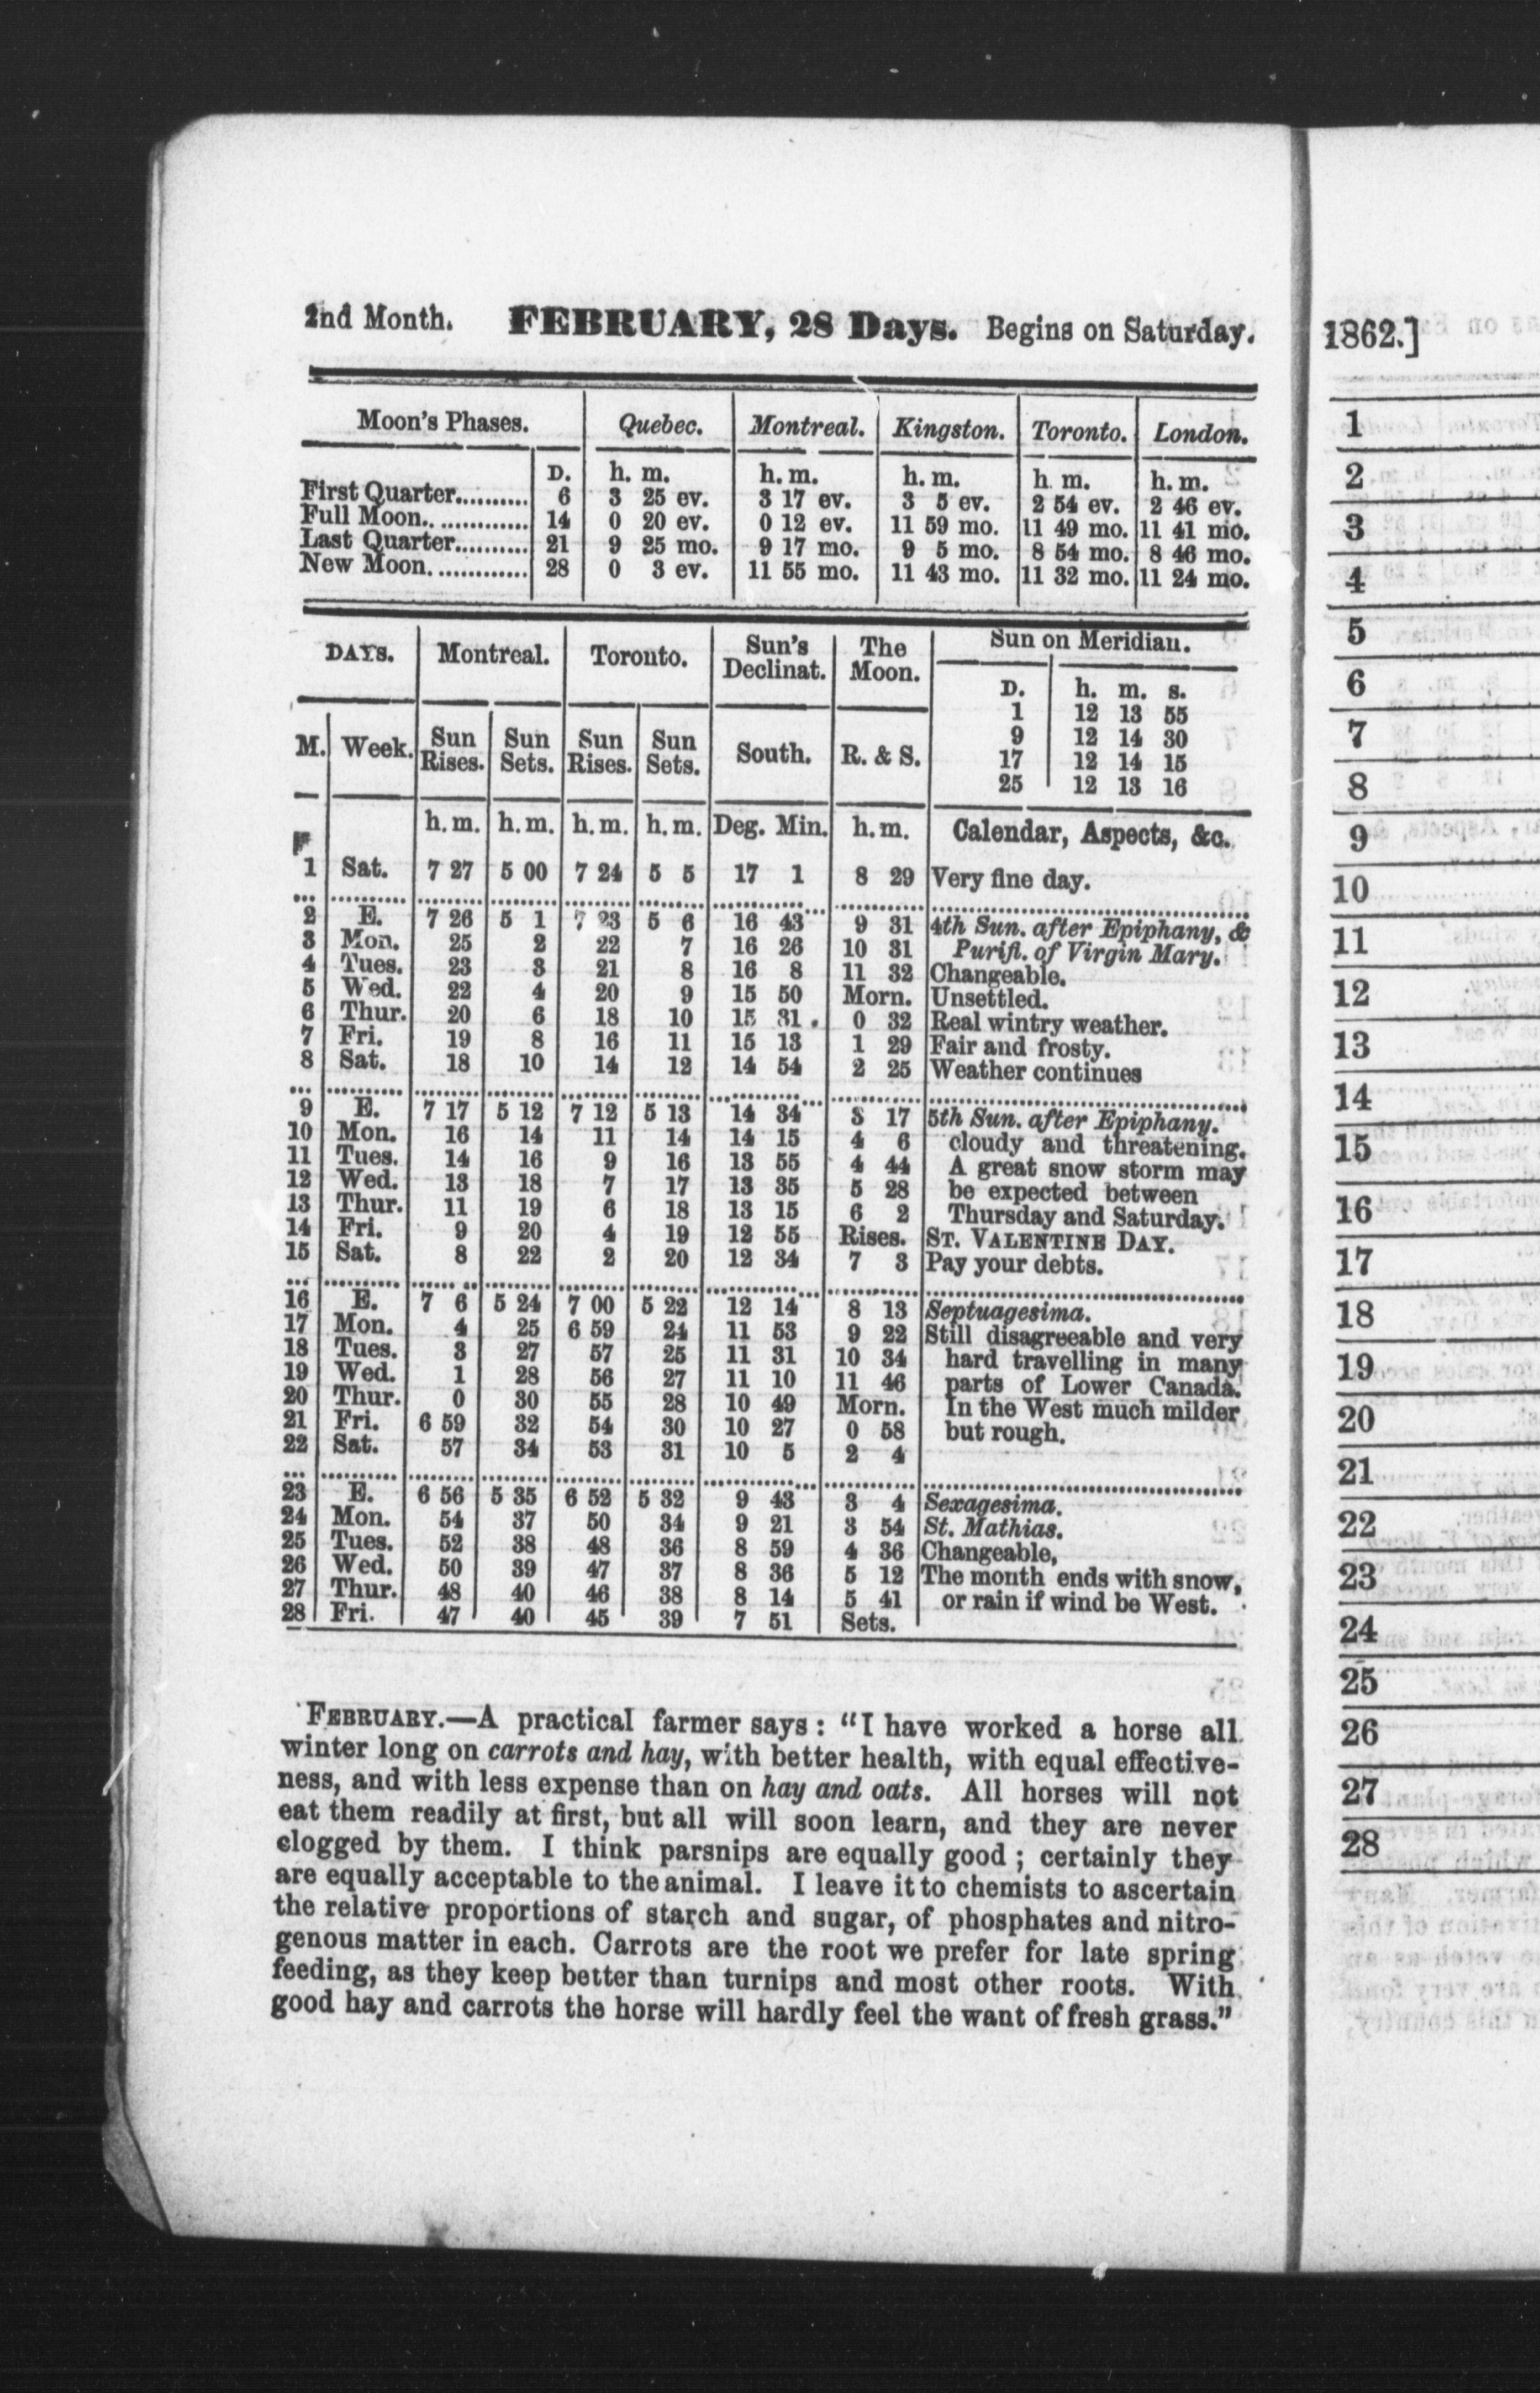 2nd Month. FEBRUARY, 28 Days. Begins on Saturday.
Moon's Phases. Quebec. Montreal. Kingston. Toronto. London.
D. h. m. h. m. h. m. h. m. h. m.
First Quarter.......... 6 3 25 ev. 3 17 ev. 3 5 ev. 2 54 ev. 2 46 ev.
Full Moon.............. 14 0 20 ev. 0 12 ev. 11 59 mo. 11 49 mo. 11 41 mo.
Last Quarter.......... 21 9 25 mo. 9 17 mo. 9 5 mo. 8 54 mo. 8 46 mo.
New Moon.............. 28 0 3 ev. 11 55 mo. 11 43 mo. 11 32 mo. 11 24 mo.
DAYS. Montreal. Toronto. Sun's Declinat. The Moon. Sun on Meridian.
D. h. m. s.
1 12 13 55
9 12 14 30
17 12 14 15
25 12 13 16
M. Week. Sun Rises. Sun Sets. Sun Rises. Sun Sets. South. R. & S.
h. m. h. m. h. m. h. m. Deg. Min. h. m. Calendar, Aspects, &c.
1 Sat. 7 27 5 00 7 24 5 5 17 1 8 29 Very fine day.
2 E. 7 26 5 1 7 23 5 6 16 43 9 31 4th Sun. after Epiphany, &
3 Mon. 25 2 22 7 16 26 10 31 Purifi. of Virgin Mary.
4 Tues. 23 3 21 8 16 8 11 32 Changeable.
5 Wed. 22 4 20 9 15 50 Morn. Unsettled.
6 Thur. 20 6 18 10 15 31 0 32 Real wintry weather.
7 Fri. 19 8 16 11 15 13 1 29 Fair and frosty.
8 Sat. 18 10 14 12 14 54 2 25 Weather continues
9 E. 7 17 5 12 7 12 5 13 14 34 3 17 5th Sun. after Epiphany.
10 Mon. 16 14 11 14 14 15 4 6 cloudy and threatening.
11 Tues. 14 16 9 16 13 55 4 44 A great snow storm may
12 Wed. 13 18 7 17 13 35 5 28 be expected between
13 Thur. 11 19 6 18 13 15 6 2 Thursday and Saturday.
14 Fri. 9 20 4 19 12 55 Rises. ST. VALENTINE DAY.
15 Sat. 8 22 2 20 12 34 7 3 Pay your debts.
16 E. 7 6 5 24 7 00 5 22 12 14 8 13 Septuagesima.
17 Mon. 4 25 6 59 24 11 53 9 22 Still disagreeable and very
18 Tues. 3 27 57 25 11 31 10 34 hard travelling in many
19 Wed. 1 28 56 27 11 10 11 46 parts of Lower Canada.
20 Thur. 0 30 55 28 10 49 Morn. In the West much milder
21 Fri. 6 59 32 54 30 10 27 0 58 but rough.
22 Sat. 57 34 53 31 10 5 2 4
23 E. 6 56 5 35 6 52 5 32 9 43 3 4 Sexagesima.
24 Mon. 54 37 50 34 9 21 3 54 St. Mathias.
25 Tues. 52 38 48 36 8 59 4 36 Changeable,
26 Wed. 50 39 47 37 8 36 5 12 The month ends with snow,
27 Thur. 48 40 46 38 8 14 5 41 or rain if wind be West.
28 Fri. 47 40 45 39 7 51 Sets.
FEBRUARY.—A practical farmer says: "I have worked a horse all
winter long on carrots and hay, with better health, with equal effective-
ness, and with less expense than on hay and oats. All horses will not
eat them readily at first, but all will soon learn, and they are never
clogged by them. I think parsnips are equally good; certainly they
are equally acceptable to the animal. I leave it to chemists to ascertain
the relative proportions of starch and sugar, of phosphates and nitro-
genous matter in each. Carrots are the root we prefer for late spring
feeding, as they keep better than turnips and most other roots. With
good hay and carrots the horse will hardly feel the want of fresh grass."
1862.]
1
2
3
4
5
6
7
8
9
10
11
12
13
14
15
16
17
18
19
20
21
22
23
24
25
26
27
28